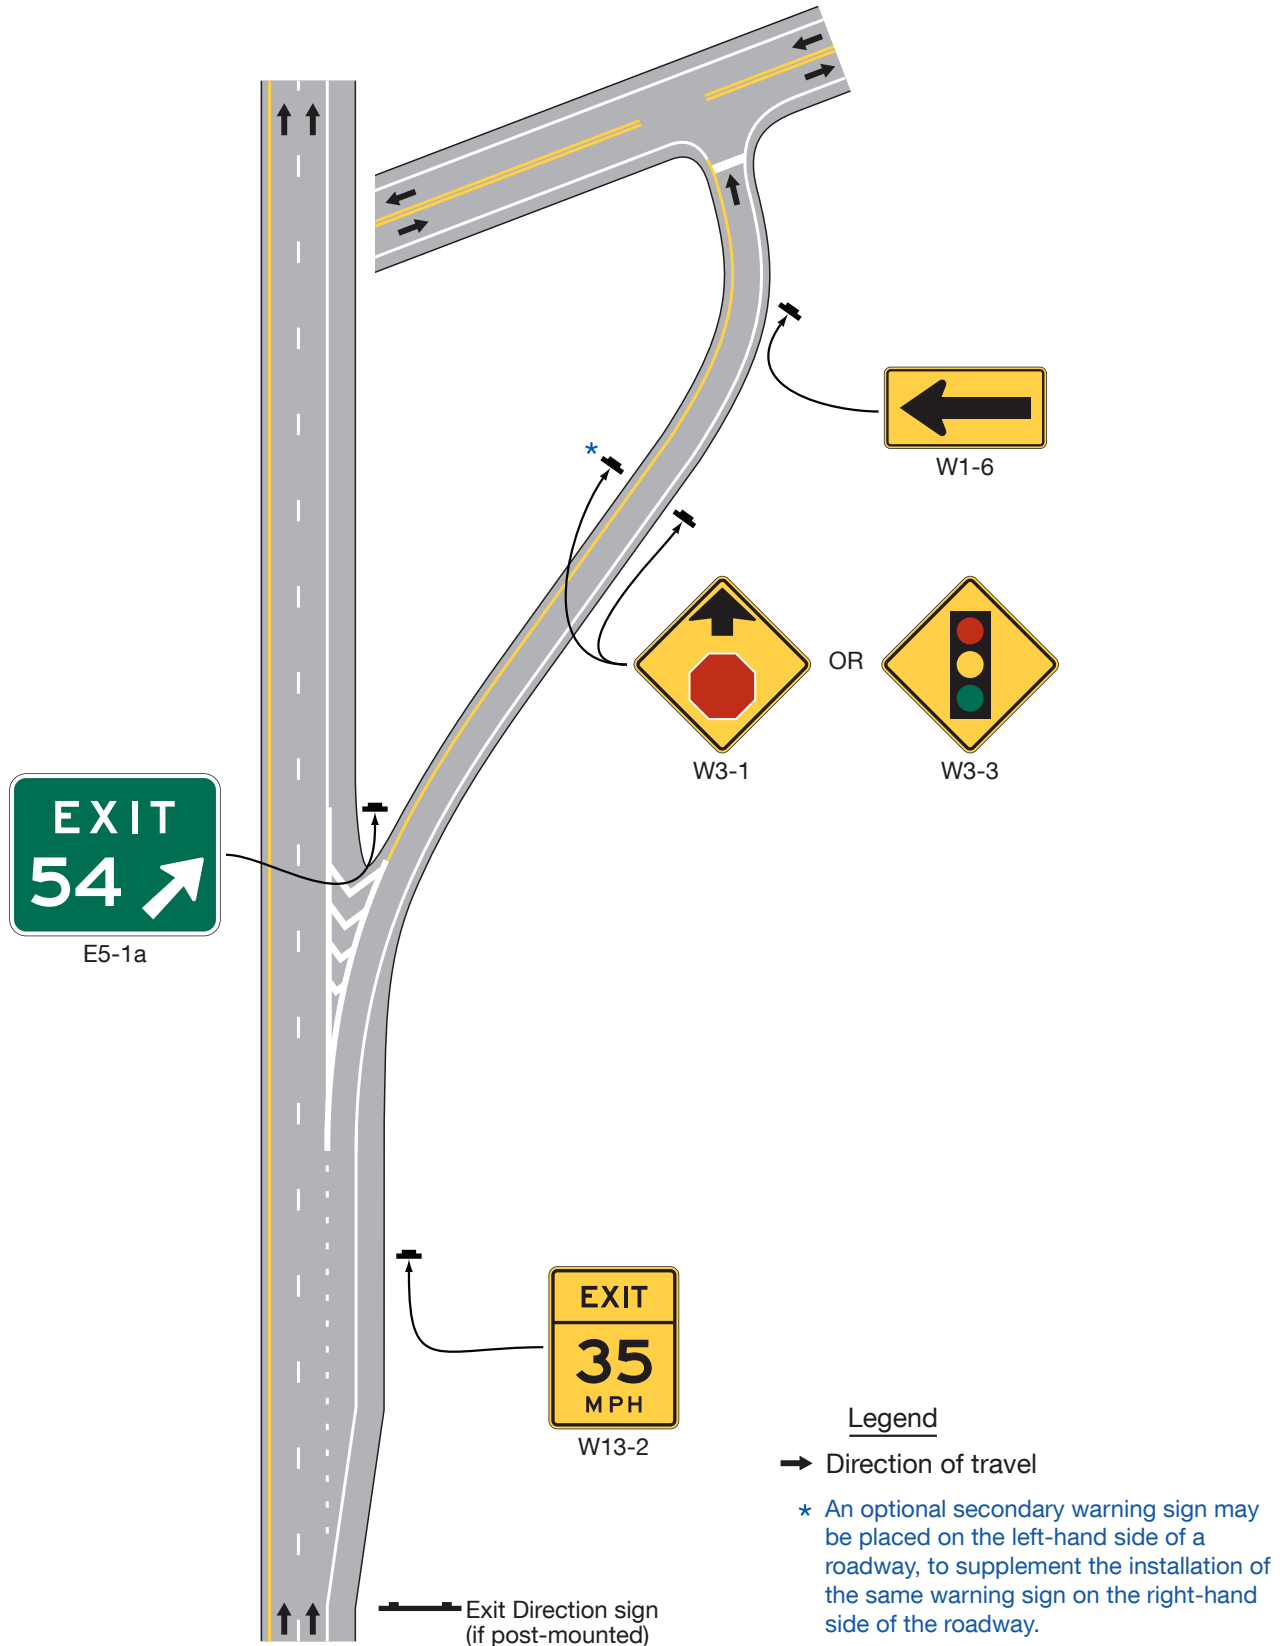 W1-6
*
OR
W3-1
W3-3
EXIT
54
E5-1a
EXIT
35
MPH
W13-2
Legend
Direction of travel
* An optional secondary warning sign may
be placed on the left-hand side of a
roadway, to supplement the installation of
the same warning sign on the right-hand
side of the roadway.
Exit Direction sign
(if post-mounted)